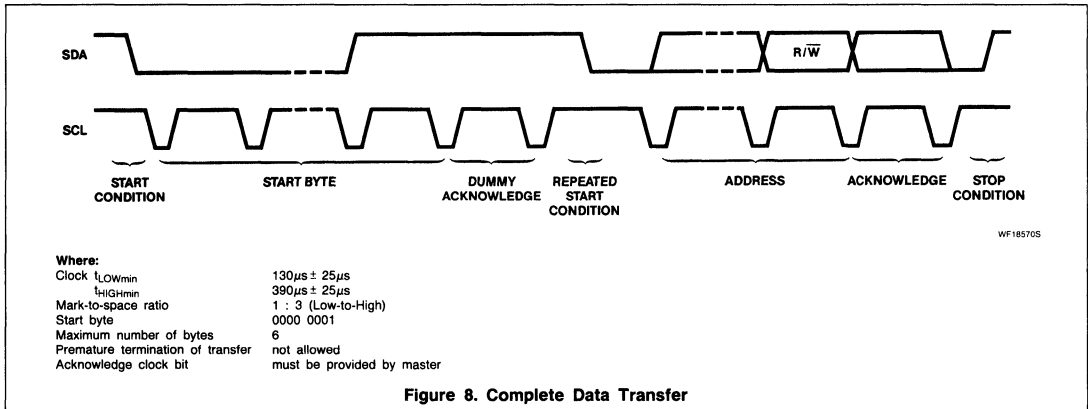 SDA
R/W̅
SCL
START CONDITION
START BYTE
DUMMY ACKNOWLEDGE
REPEATED START CONDITION
ADDRESS
ACKNOWLEDGE
STOP CONDITION
WF18570S
Where:
Clock tLOWmin 130µs ± 25µs
tHIGHmin 390µs ± 25µs
Mark-to-space ratio 1 : 3 (Low-to-High)
Start byte 0000 0001
Maximum number of bytes 6
Premature termination of transfer not allowed
Acknowledge clock bit must be provided by master
Figure 8. Complete Data Transfer